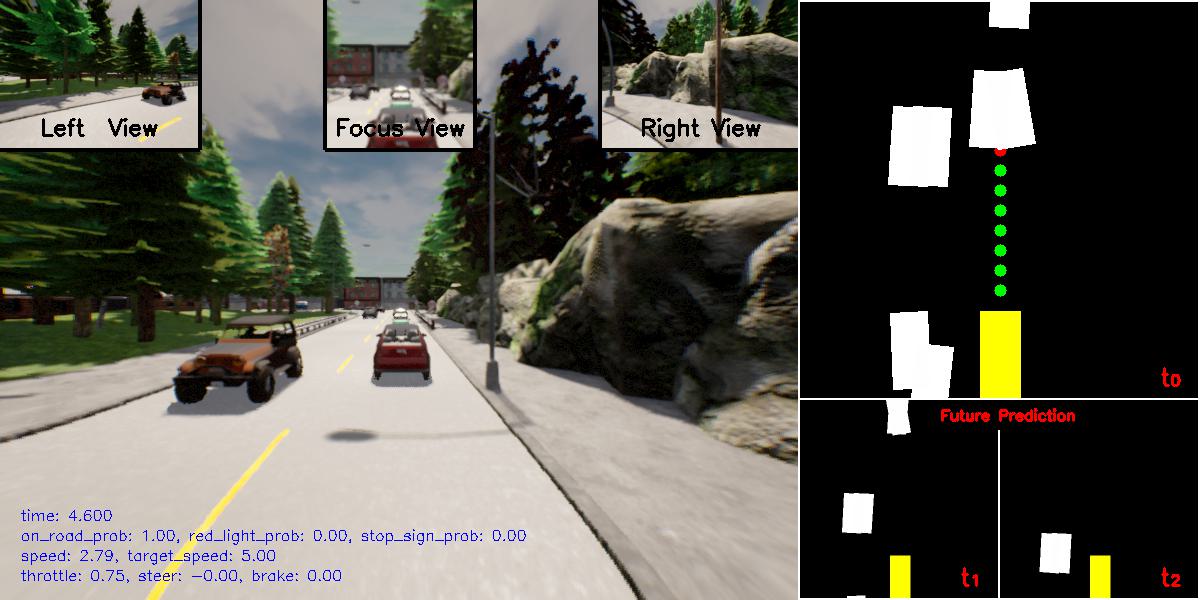 Left View
Focus View
Right View
t0
Future Prediction
t1
t2
time: 4.600
on_road_prob: 1.00, red_light_prob: 0.00, stop_sign_prob: 0.00
speed: 2.79, target_speed: 5.00
throttle: 0.75, steer: −0.00, brake: 0.00